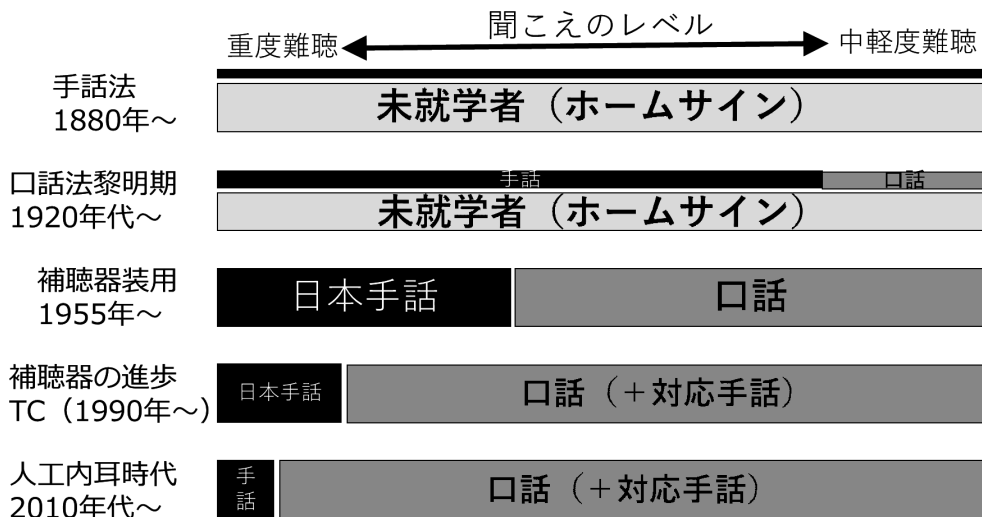 聞こえのレベル
重度難聴
中軽度難聴
手話法
1880年～
未就学者（ホームサイン）
口話法黎明期
1920年代～
手話
口話
未就学者（ホームサイン）
補聴器装用
1955年～
日本手話
口話
補聴器の進歩
TC（1990年～）
日本手話
口話（＋対応手話）
人工内耳時代
2010年代～
手
話
口話（＋対応手話）